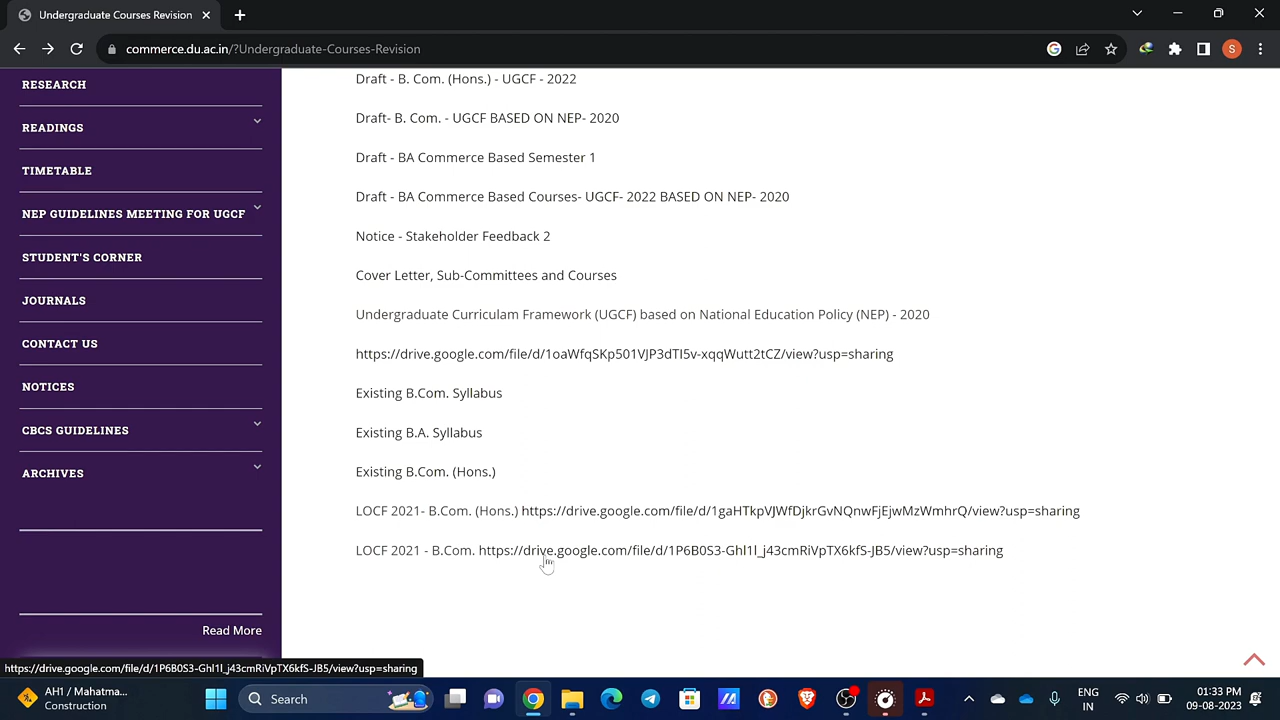 Undergraduate Courses Revision
commerce.du.ac.in/?Undergraduate-Courses-Revision
S
RESEARCH
READINGS
TIMETABLE
NEP GUIDELINES MEETING FOR UGCF
STUDENT'S CORNER
JOURNALS
CONTACT US
NOTICES
CBCS GUIDELINES
ARCHIVES
Read More
Draft - B. Com. (Hons.) - UGCF - 2022
Draft- B. Com. - UGCF BASED ON NEP- 2020
Draft - BA Commerce Based Semester 1
Draft - BA Commerce Based Courses- UGCF- 2022 BASED ON NEP- 2020
Notice - Stakeholder Feedback 2
Cover Letter, Sub-Committees and Courses
Undergraduate Curriculam Framework (UGCF) based on National Education Policy (NEP) - 2020
https://drive.google.com/file/d/1oaWfqSKp501VJP3dTI5v-xqqWutt2tCZ/view?usp=sharing
Existing B.Com. Syllabus
Existing B.A. Syllabus
Existing B.Com. (Hons.)
LOCF 2021- B.Com. (Hons.) https://drive.google.com/file/d/1gaHTkpVJWfDjkrGvNQnwFjEjwMzWmhrQ/view?usp=sharing
LOCF 2021 - B.Com. https://drive.google.com/file/d/1P6B0S3-Ghl1l_j43cmRiVpTX6kfS-JB5/view?usp=sharing
https://drive.google.com/file/d/1P6B0S3-Ghl1l_j43cmRiVpTX6kfS-JB5/view?usp=sharing
AH1 / Mahatma...
Construction
Search
ENG
IN
01:33 PM
09-08-2023